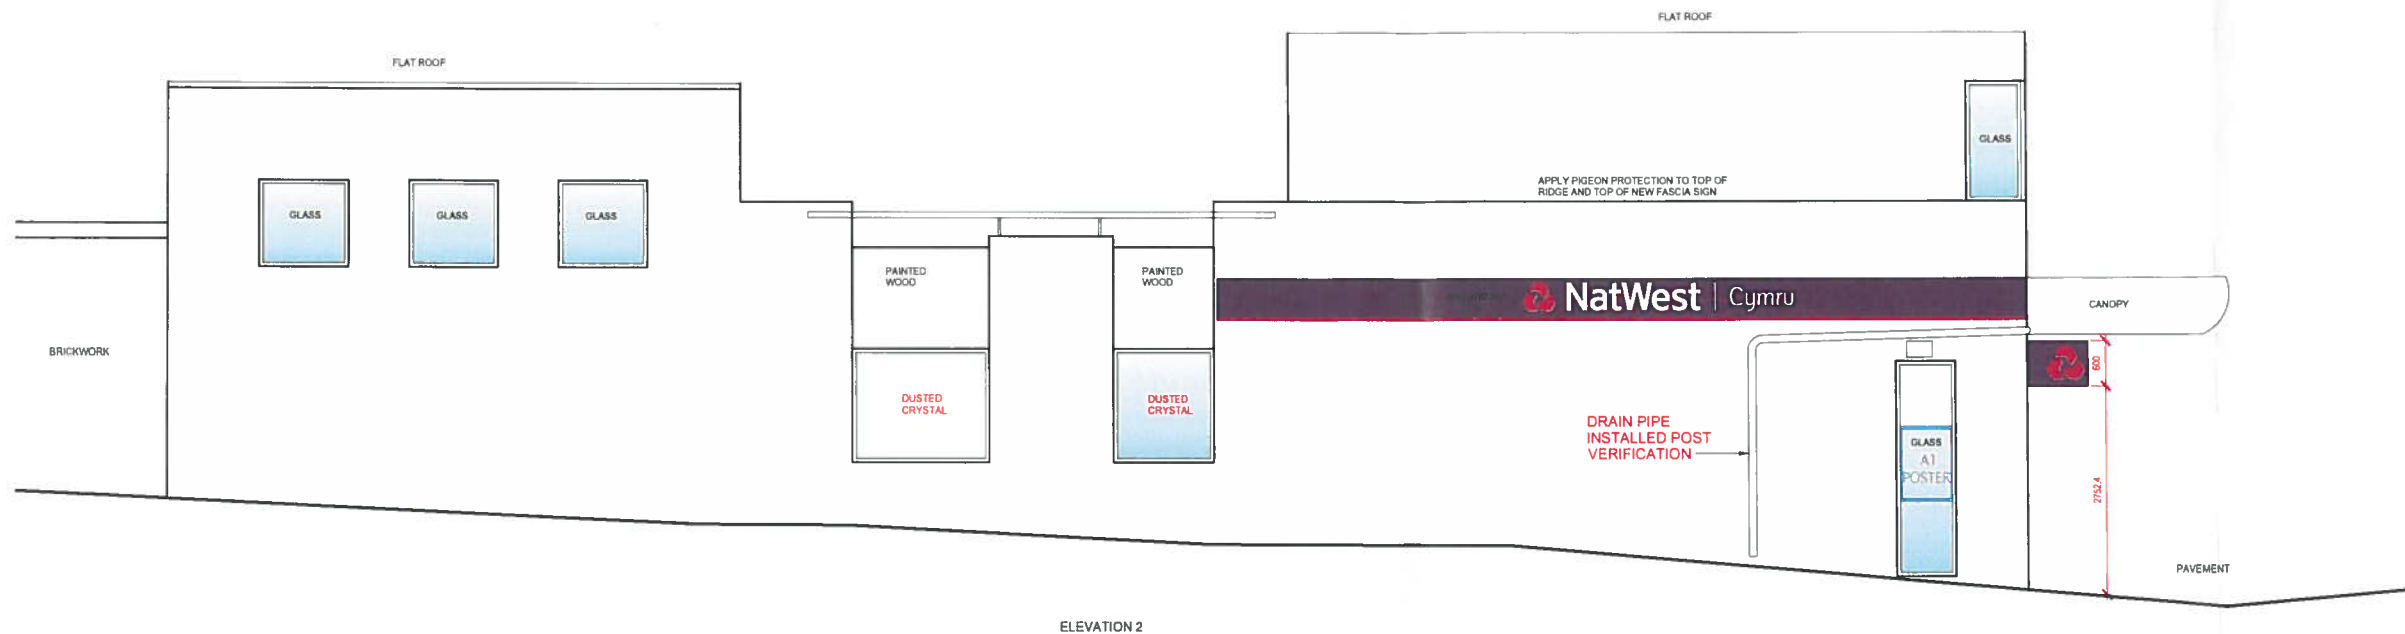 FLAT ROOF
FLAT ROOF
GLASS
GLASS
GLASS
GLASS
APPLY PIGEON PROTECTION TO TOP OF
RIDGE AND TOP OF NEW FASCIA SIGN
PAINTED
WOOD
PAINTED
WOOD
NatWest | Cymru
CANOPY
BRICKWORK
600
DUSTED
CRYSTAL
DUSTED
CRYSTAL
DRAIN PIPE
INSTALLED POST
VERIFICATION
GLASS
A1
POSTER
2752,4
PAVEMENT
ELEVATION 2